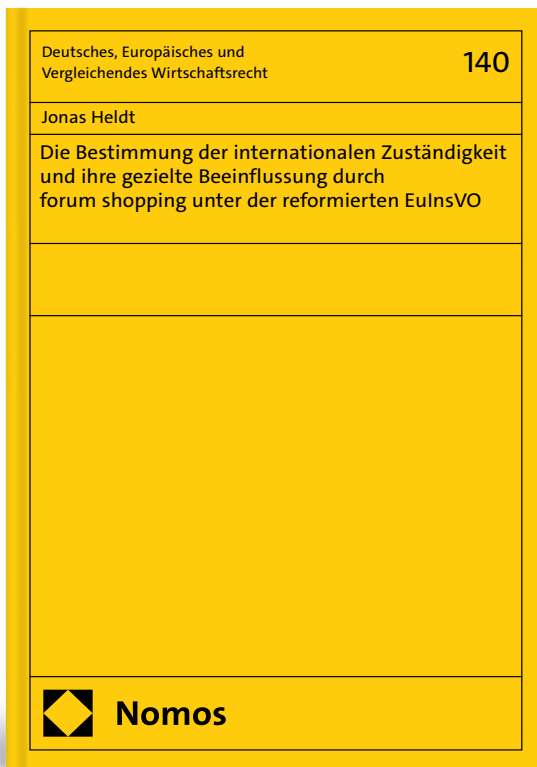 Deutsches, Europäisches und
Vergleichendes Wirtschaftsrecht
140
Jonas Heldt
Die Bestimmung der internationalen Zuständigkeit
und ihre gezielte Beeinflussung durch
forum shopping unter der reformierten EuInsVO
Nomos